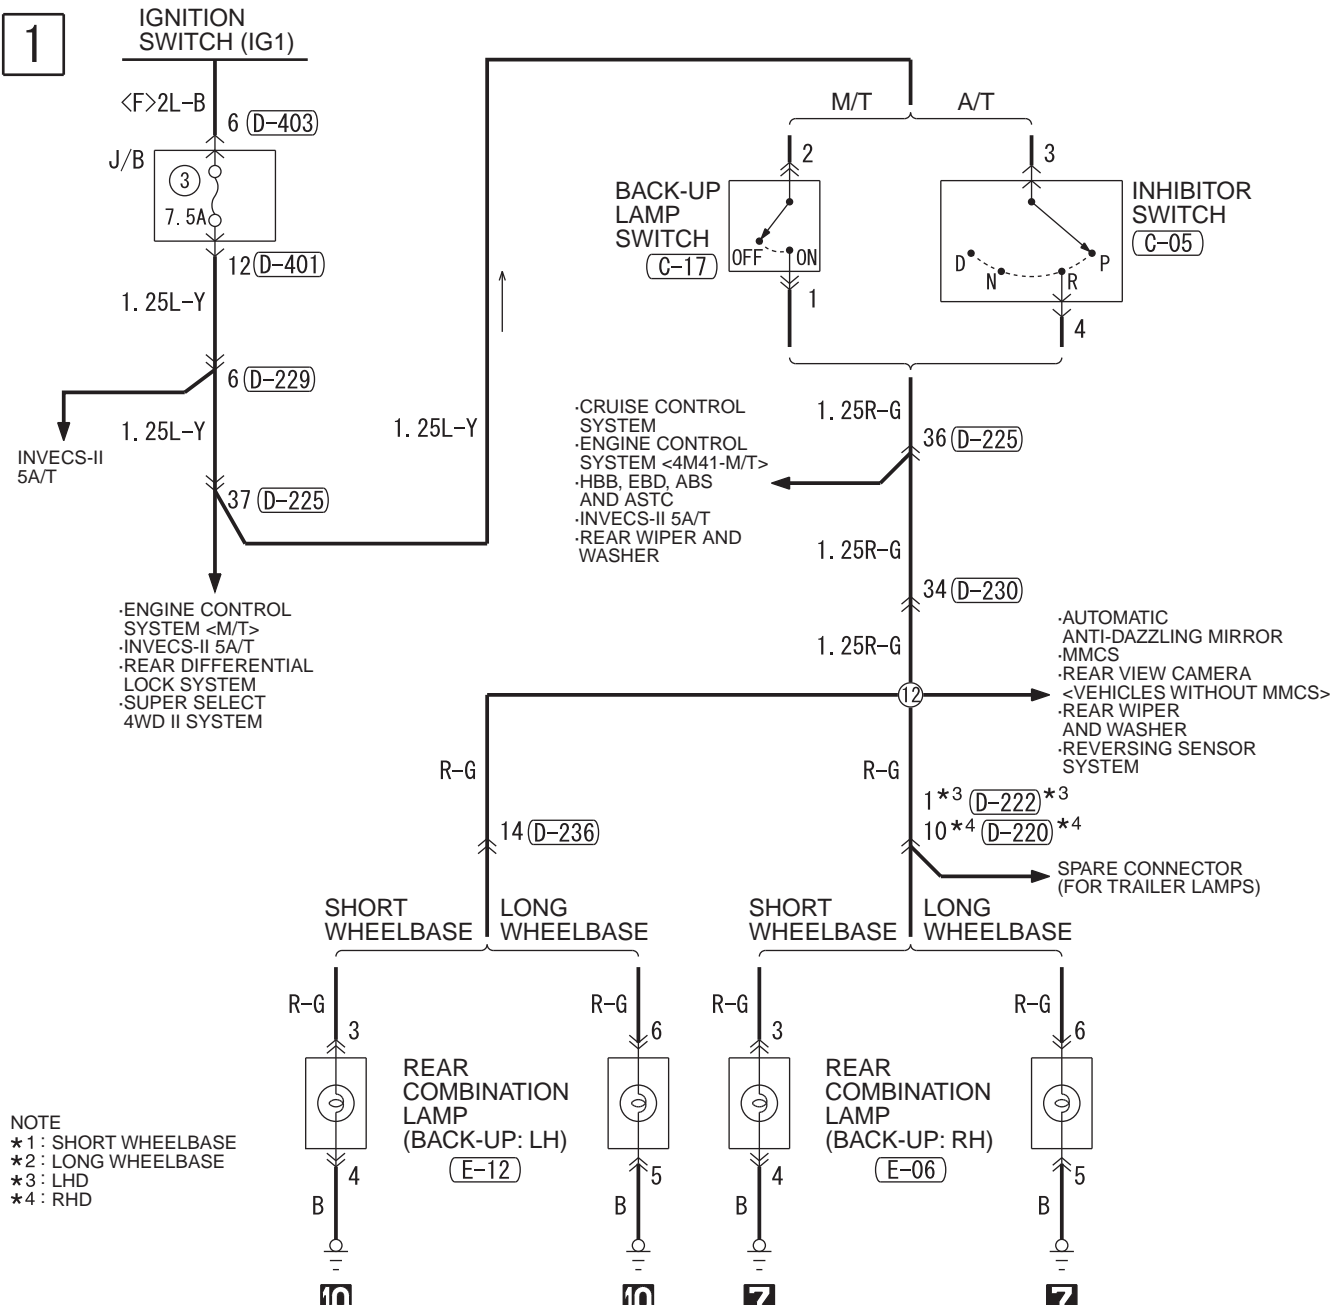 1
IGNITION
SWITCH (IG1)
<F>2L-B
6 D-403
J/B
3
7.5A
12 D-401
1.25L-Y
6 D-229
INVECS-II
5A/T
1.25L-Y
37 D-225
·ENGINE CONTROL
SYSTEM <M/T>
·INVECS-II 5A/T
·REAR DIFFERENTIAL
LOCK SYSTEM
·SUPER SELECT
4WD II SYSTEM
1.25L-Y
M/T
A/T
2
BACK-UP
LAMP
SWITCH
C-17
OFF
ON
1
3
INHIBITOR
SWITCH
C-05
D
N
R
P
4
1.25R-G
36 D-225
·CRUISE CONTROL
SYSTEM
·ENGINE CONTROL
SYSTEM <4M41-M/T>
·HBB, EBD, ABS
AND ASTC
·INVECS-II 5A/T
·REAR WIPER AND
WASHER
1.25R-G
34 D-230
1.25R-G
12
·AUTOMATIC
ANTI-DAZZLING MIRROR
·MMCS
·REAR VIEW CAMERA
<VEHICLES WITHOUT MMCS>
·REAR WIPER
AND WASHER
·REVERSING SENSOR
SYSTEM
R-G
14 D-236
R-G
1*3 D-222 *3
10*4 D-220 *4
SPARE CONNECTOR
(FOR TRAILER LAMPS)
SHORT
WHEELBASE
LONG
WHEELBASE
SHORT
WHEELBASE
LONG
WHEELBASE
R-G
3
R-G
6
R-G
3
R-G
6
REAR
COMBINATION
LAMP
(BACK-UP: LH)
E-12
REAR
COMBINATION
LAMP
(BACK-UP: RH)
E-06
4
5
4
5
B
B
B
B
10
10
7
7
NOTE
*1: SHORT WHEELBASE
*2: LONG WHEELBASE
*3: LHD
*4: RHD